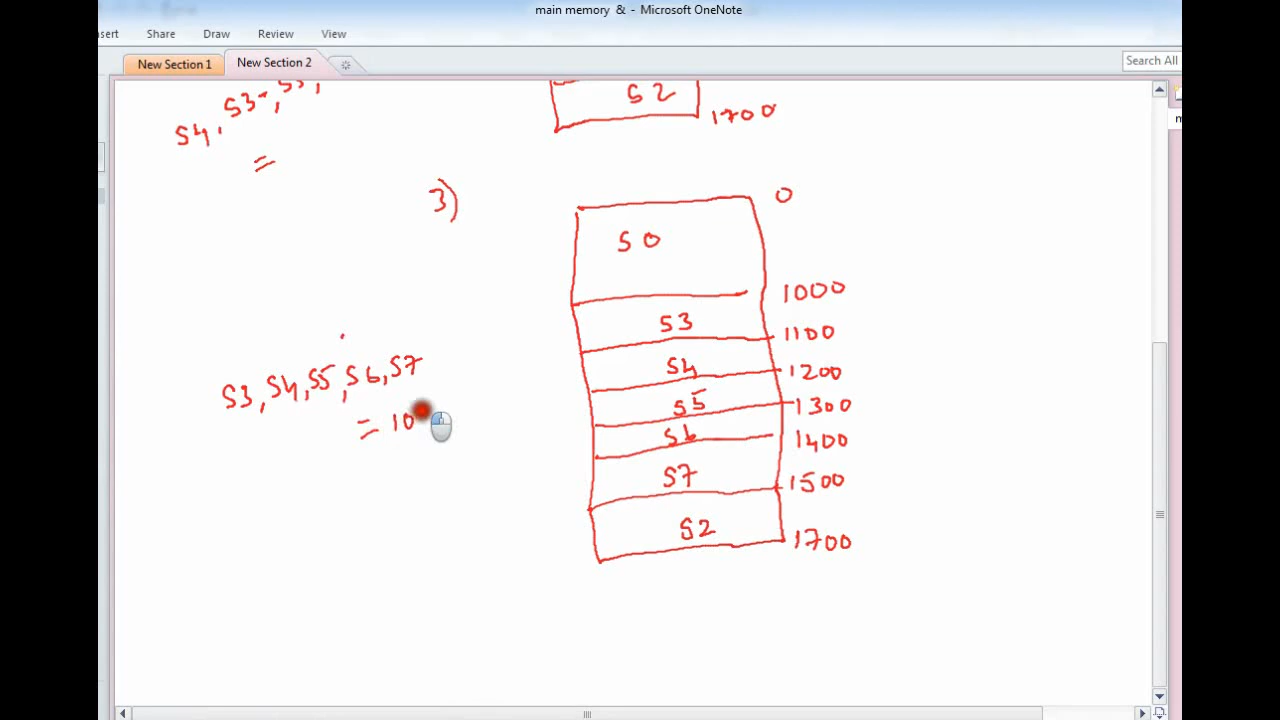 main memory & - Microsoft OneNote
sert Share Draw Review View
New Section 1 New Section 2
Search All
S4, S3, S5,
=
S2
1700
3)
0
S0
1000
S3
1100
S4
1200
S5
1300
S6
1400
S7
1500
S2
1700
S3, S4, S5, S6, S7
= 10